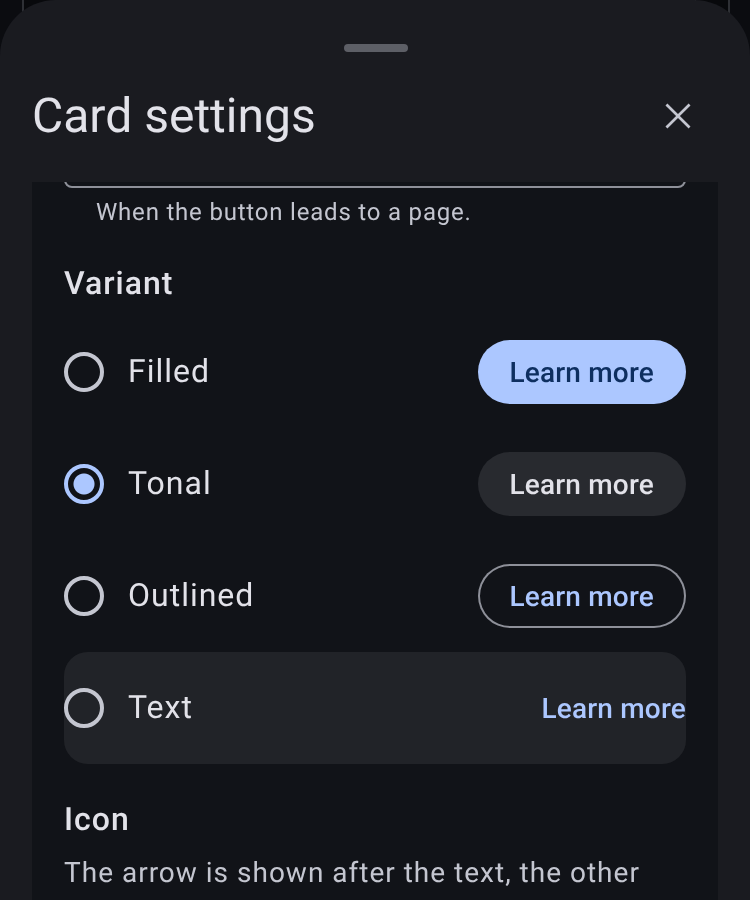 Card settings
When the button leads to a page.
Variant
Filled
Learn more
Tonal
Learn more
Outlined
Learn more
Text
Learn more
Icon
The arrow is shown after the text, the other